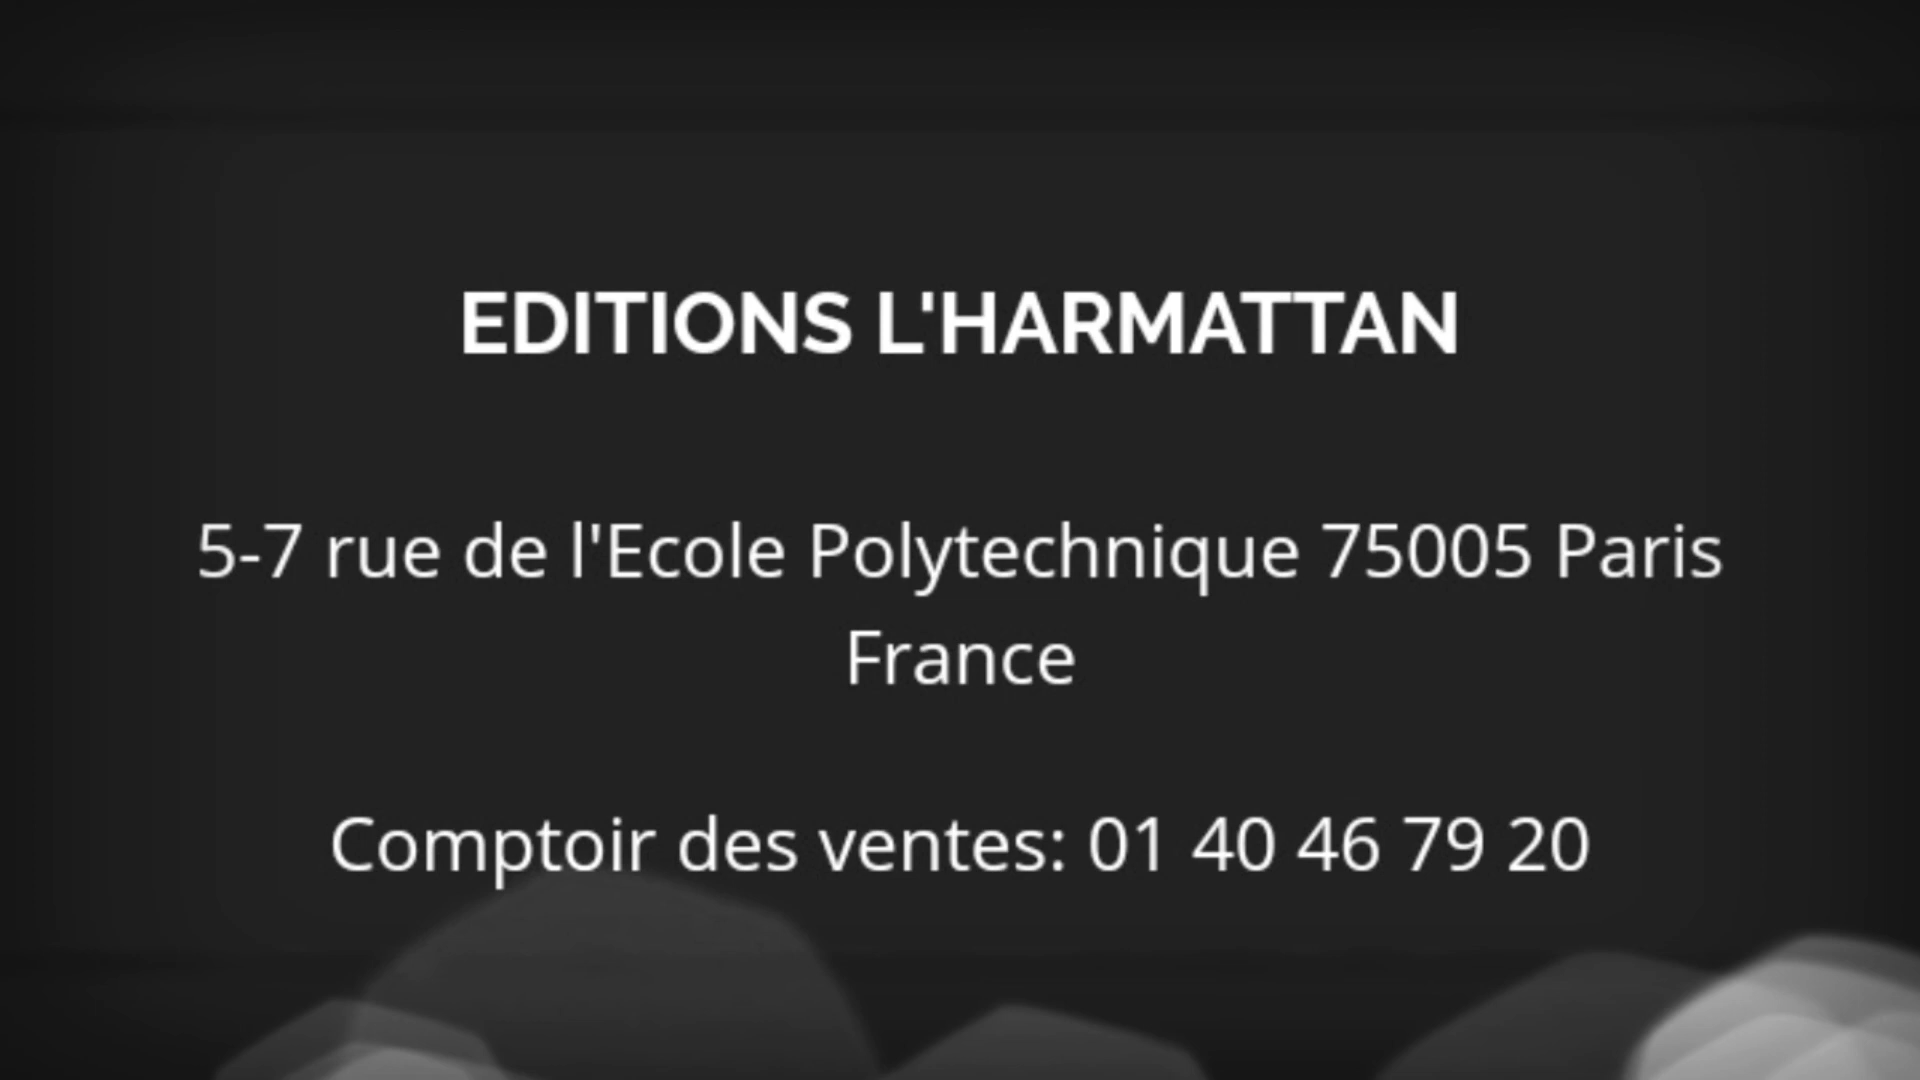 EDITIONS L'HARMATTAN
5-7 rue de l'Ecole Polytechnique 75005 Paris
France
Comptoir des ventes: 01 40 46 79 20